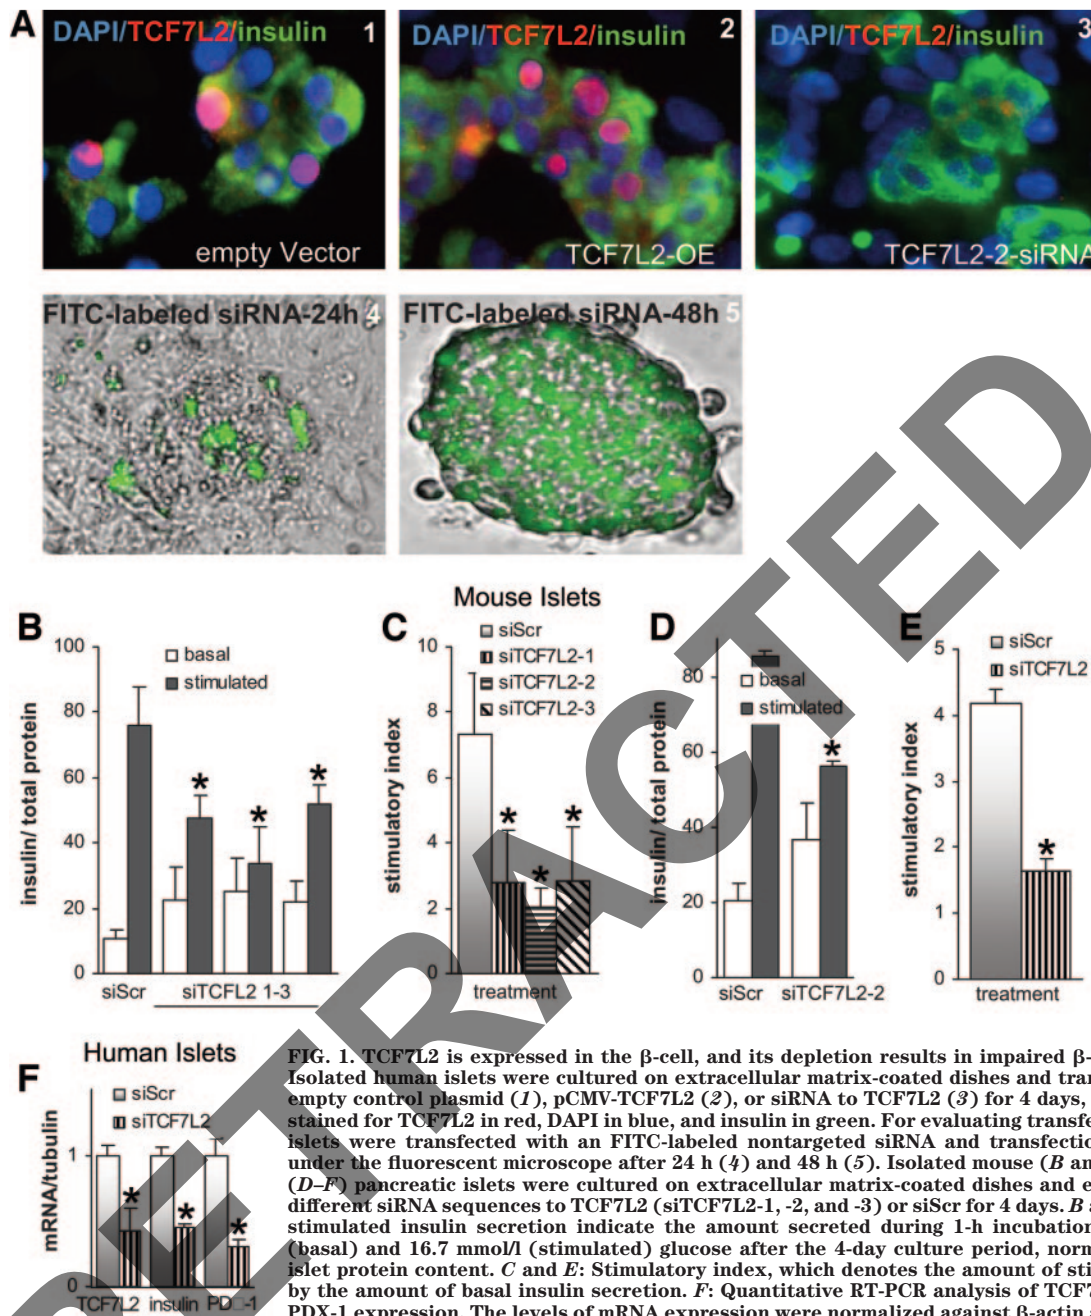 A
DAPI/TCF7L2/insulin 1
empty Vector
DAPI/TCF7L2/insulin 2
TCF7L2-OE
DAPI/TCF7L2/insulin 3
TCF7L2-2-siRNA
FITC-labeled siRNA-24h 4
FITC-labeled siRNA-48h 5
Mouse Islets
B
100
80
60
40
20
0
insulin/ total protein
basal
stimulated
siScr siTCFL2 1-3
* * *
C
10
8
6
4
2
0
stimulatory index
siScr
siTCF7L2-1
siTCF7L2-2
siTCF7L2-3
* * *
treatment
D
80
60
40
20
0
insulin/ total protein
basal
stimulated
*
siScr siTCF7L2-2
E
5
4
3
2
1
0
stimulatory index
siScr
siTCF7L2
*
treatment
Human Islets
F
1
0
mRNA/tubulin
siScr
siTCF7L2
* * *
TCF7L2 insulin PD□-1
FIG. 1. TCF7L2 is expressed in the β-cell, and its depletion results in impaired β-
Isolated human islets were cultured on extracellular matrix-coated dishes and tran
empty control plasmid (1), pCMV-TCF7L2 (2), or siRNA to TCF7L2 (3) for 4 days,
stained for TCF7L2 in red, DAPI in blue, and insulin in green. For evaluating transfe
islets were transfected with an FITC-labeled nontargeted siRNA and transfectio
under the fluorescent microscope after 24 h (4) and 48 h (5). Isolated mouse (B an
(D–F) pancreatic islets were cultured on extracellular matrix-coated dishes and e
different siRNA sequences to TCF7L2 (siTCF7L2-1, -2, and -3) or siScr for 4 days. B a
stimulated insulin secretion indicate the amount secreted during 1-h incubation
(basal) and 16.7 mmol/l (stimulated) glucose after the 4-day culture period, norm
islet protein content. C and E: Stimulatory index, which denotes the amount of sti
by the amount of basal insulin secretion. F: Quantitative RT-PCR analysis of TCF
PDX-1 expression. The levels of mRNA expression were normalized against β-actin
RETRACTED